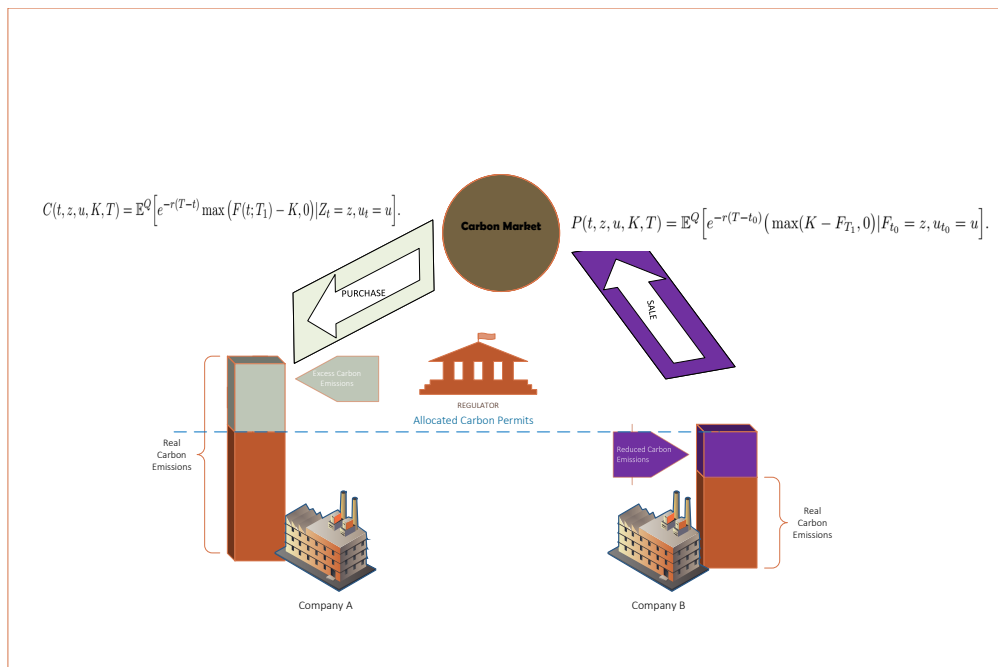 Carbon Market
C(t, z, u, K, T) = 𝔼^Q[e^{−r(T−t)} max (F(t; T_1) − K, 0)|Z_t = z, u_t = u].
P(t, z, u, K, T) = 𝔼^Q[e^{−r(T−t_0)}(max(K − F_{T_1}, 0)|F_{t_0} = z, u_{t_0} = u].
PURCHASE
SALE
Excess Carbon
Emissions
REGULATOR
Allocated Carbon Permits
Real
Carbon
Emissions
Reduced Carbon
Emissions
Real
Carbon
Emissions
Company A
Company B